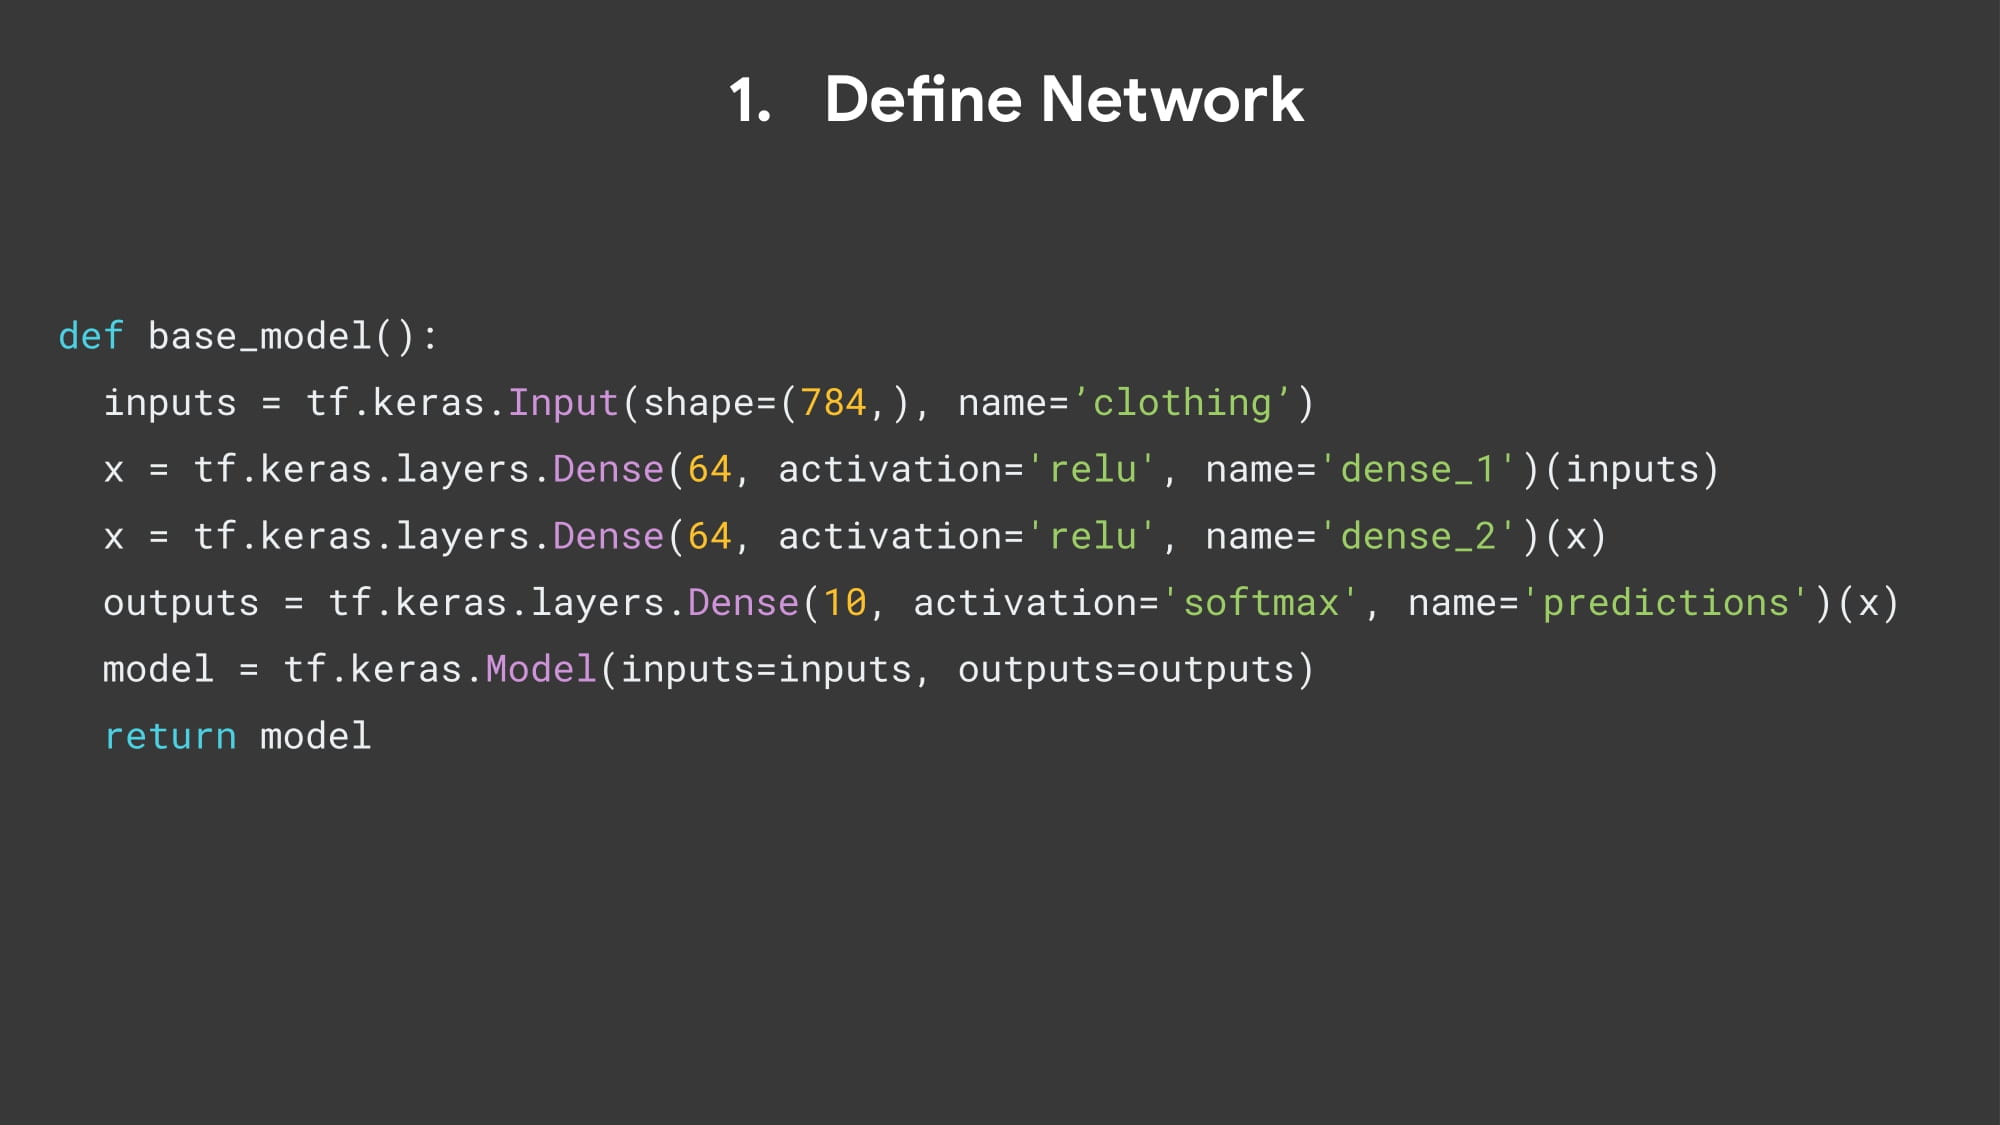 1. Define Network
def base_model():
  inputs = tf.keras.Input(shape=(784,), name=’clothing’)
  x = tf.keras.layers.Dense(64, activation='relu', name='dense_1')(inputs)
  x = tf.keras.layers.Dense(64, activation='relu', name='dense_2')(x)
  outputs = tf.keras.layers.Dense(10, activation='softmax', name='predictions')(x)
  model = tf.keras.Model(inputs=inputs, outputs=outputs)
  return model